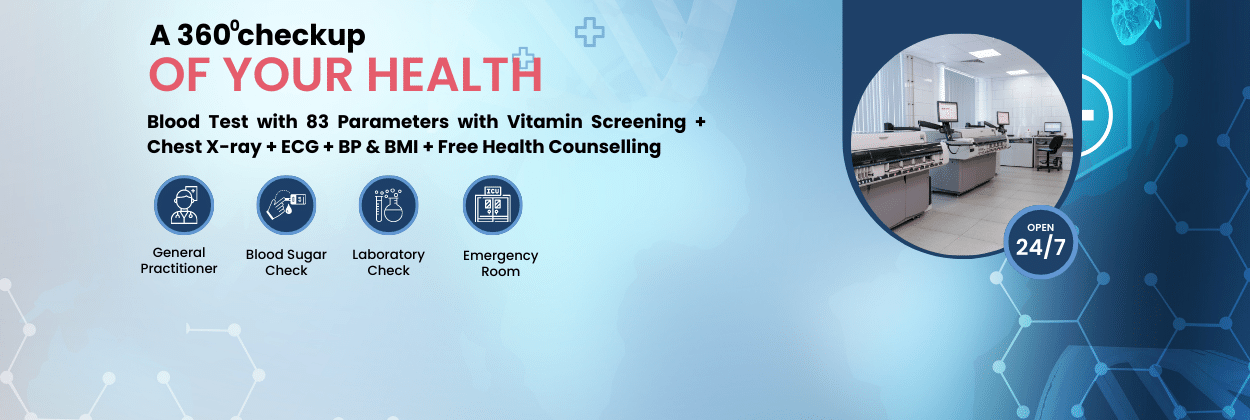 A 360⁰checkup
OF YOUR HEALTH
Blood Test with 83 Parameters with Vitamin Screening +
Chest X-ray + ECG + BP & BMI + Free Health Counselling
ICU
General
Practitioner
Blood Sugar
Check
Laboratory
Check
Emergency
Room
OPEN
24/7